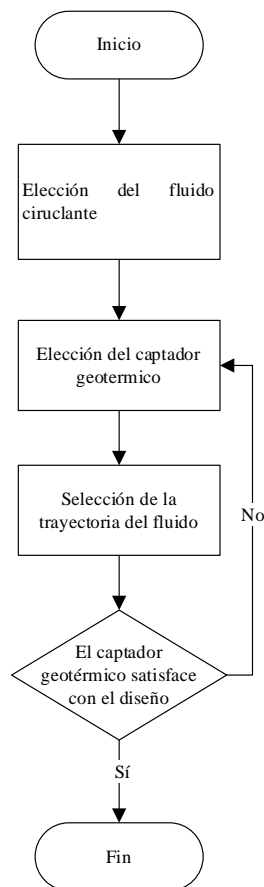 Inicio
Elección del fluido
ciruclante
Elección del captador
geotermico
Selección de la
trayectoria del fluido
No
El captador
geotérmico satisface
con el diseño
Sí
Fin